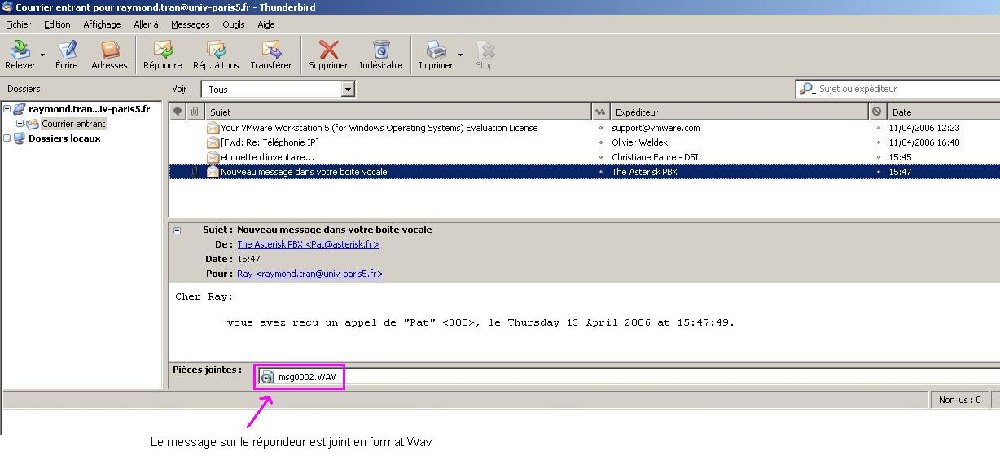 Courrier entrant pour raymond.tran@univ-paris5.fr - Thunderbird
Fichier Edition Affichage Aller à Messages Outils Aide
Relever Écrire Adresses Répondre Rép. à tous Transférer Supprimer Indésirable Imprimer Stop
Dossiers Voir : Tous Sujet ou expéditeur
raymond.tran...iv-paris5.fr
Courrier entrant
Dossiers locaux
Sujet Expéditeur Date
Your VMware Workstation 5 (for Windows Operating Systems) Evaluation License support@vmware.com 11/04/2006 12:23
[Fwd: Re: Téléphonie IP] Olivier Waldek 11/04/2006 16:40
etiquette d'inventaire... Christiane Faure - DSI 15:45
Nouveau message dans votre boite vocale The Asterisk PBX 15:47
Sujet : Nouveau message dans votre boite vocale
De : The Asterisk PBX <Pat@asterisk.fr>
Date : 15:47
Pour : Ray <raymond.tran@univ-paris5.fr>
Cher Ray:
vous avez recu un appel de "Pat" <300>, le Thursday 13 April 2006 at 15:47:49.
Pièces jointes : msg0002.WAV
Non lus : 0
Le message sur le répondeur est joint en format Wav